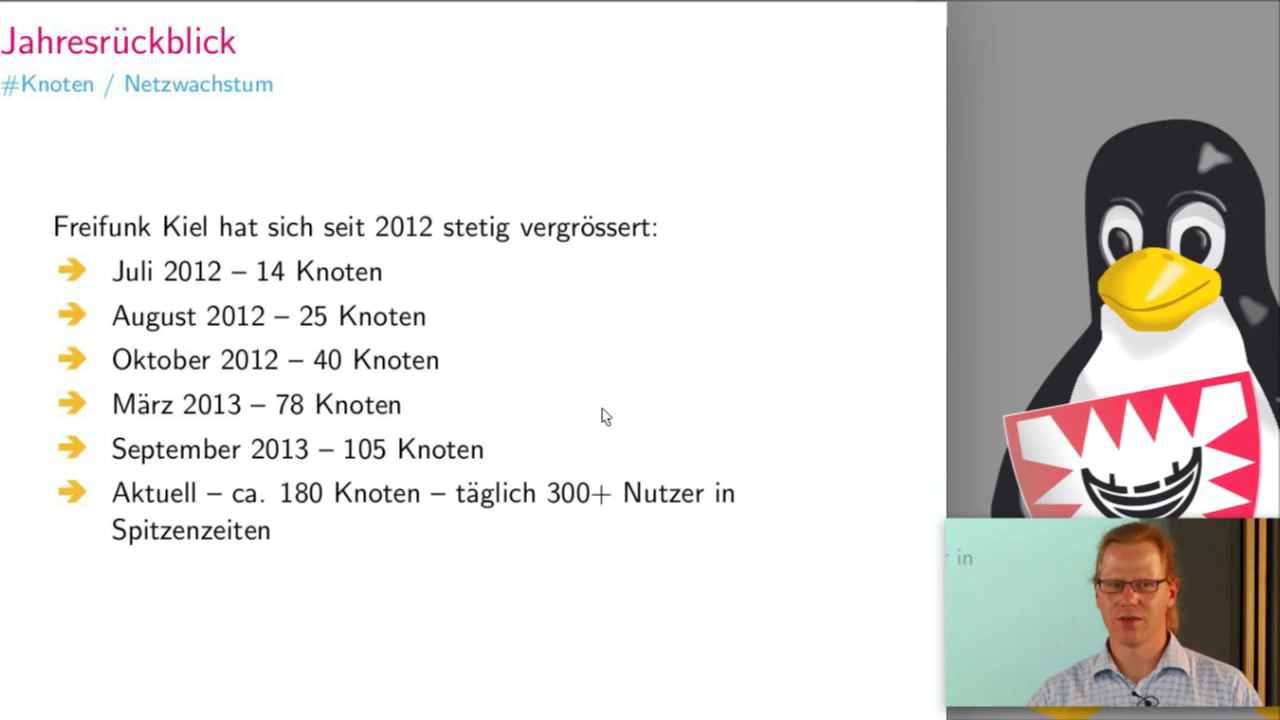 Jahresrückblick
#Knoten / Netzwachstum
Freifunk Kiel hat sich seit 2012 stetig vergrössert:
Juli 2012 – 14 Knoten
August 2012 – 25 Knoten
Oktober 2012 – 40 Knoten
März 2013 – 78 Knoten
September 2013 – 105 Knoten
Aktuell – ca. 180 Knoten – täglich 300+ Nutzer in
Spitzenzeiten
in